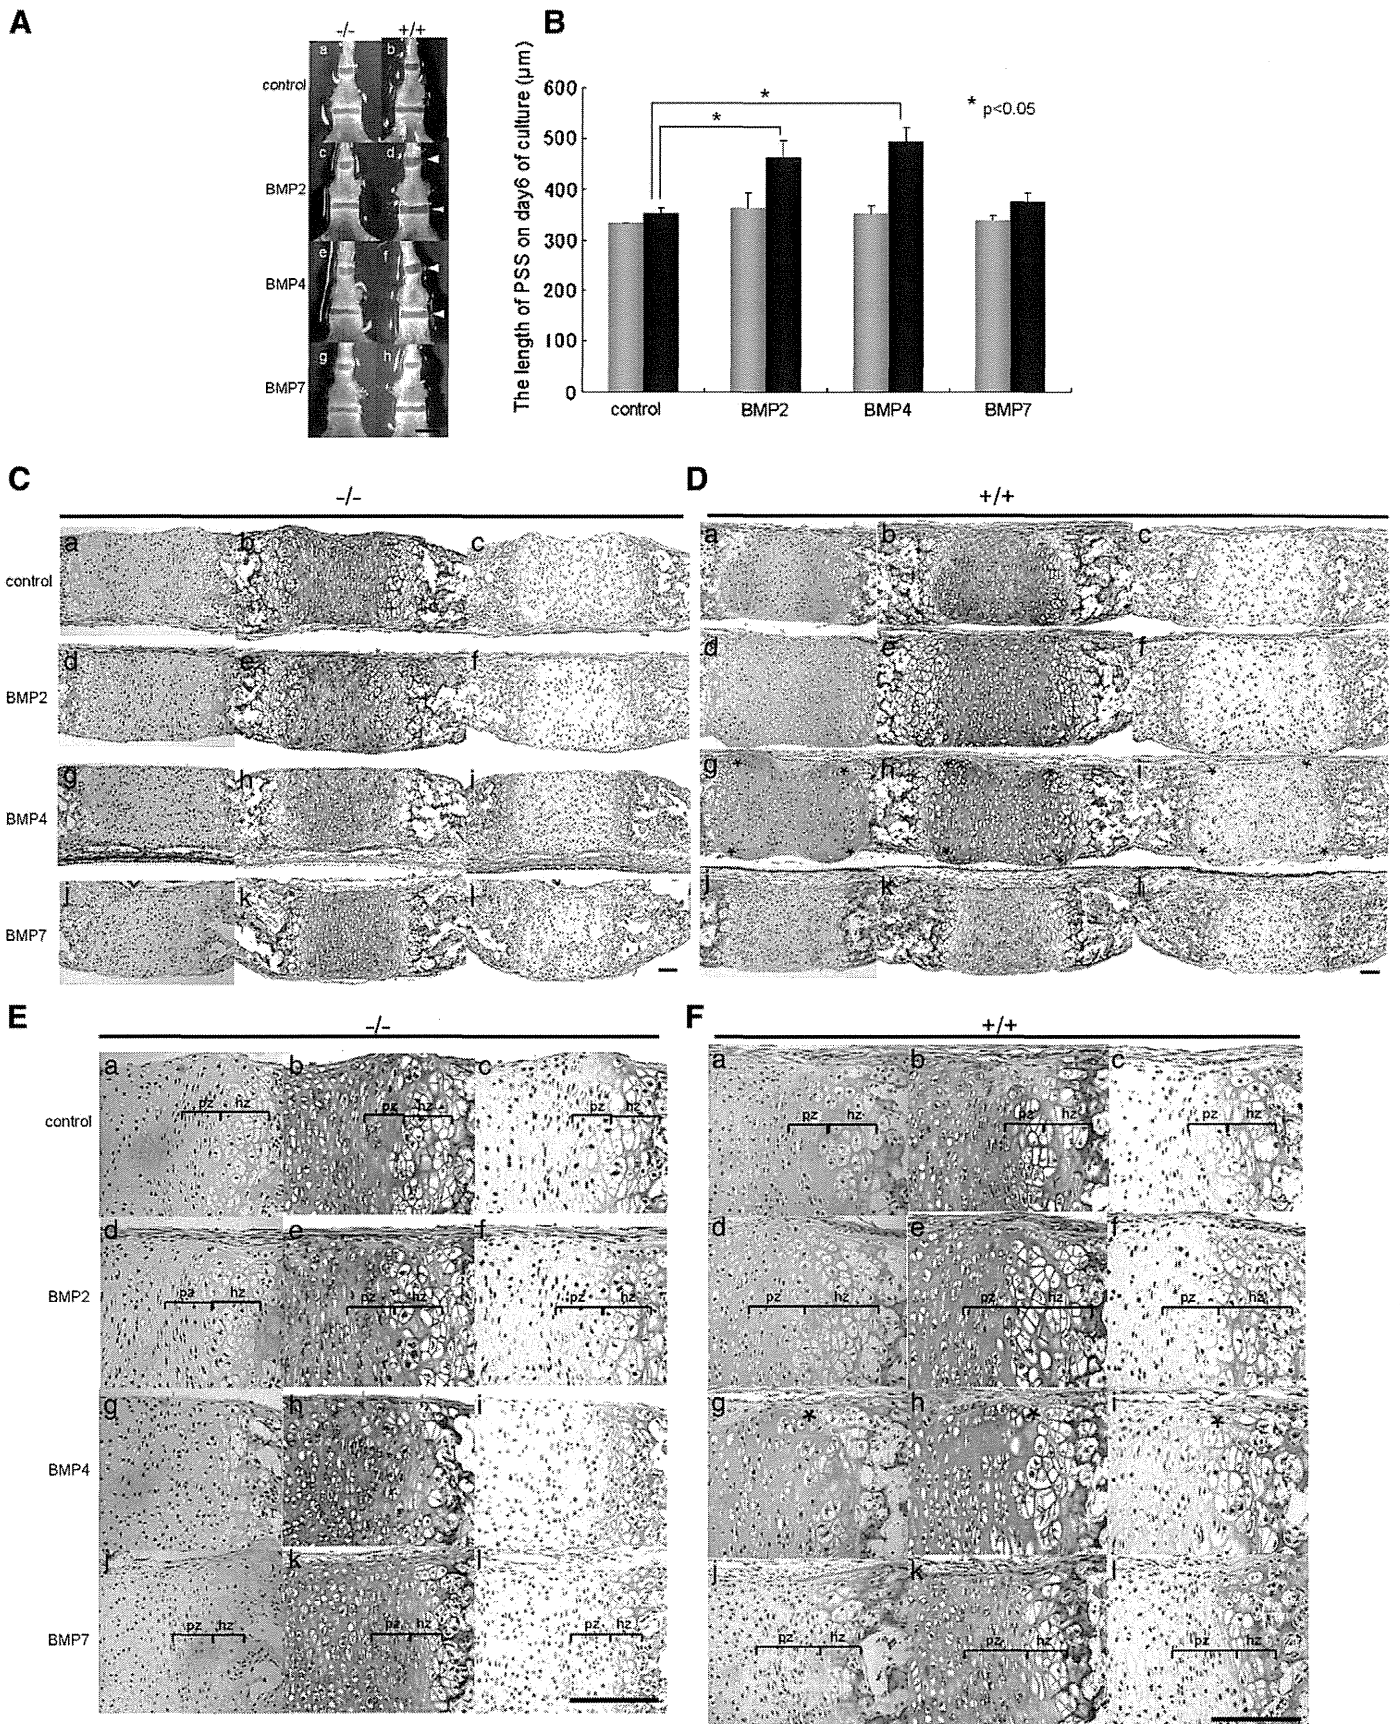 A
-/-
+/+
a
b
control
c
d
BMP2
e
f
BMP4
g
h
BMP7
B
The length of PSS on day6 of culture (μm)
600
500
400
300
200
100
0
*
*
* p<0.05
control
BMP2
BMP4
BMP7
C
-/-
a
b
c
control
d
e
f
BMP2
g
h
i
BMP4
j
k
l
BMP7
D
+/+
a
b
c
d
e
f
g
h
i
* * * * * *
* * * * * *
j
k
l
E
-/-
a
b
c
pz hz
pz hz
pz hz
control
d
e
f
pa hz
pz hz
pz hz
BMP2
g
h
i
BMP4
j
k
l
pz hz
pz hz
pz hz
BMP7
F
+/+
a
b
c
pz hz
pz hz
pz hz
d
e
f
pz hz
pz hz
pz hz
g
h
i
*
*
*
j
k
l
pz hz
pz hz
pz hz